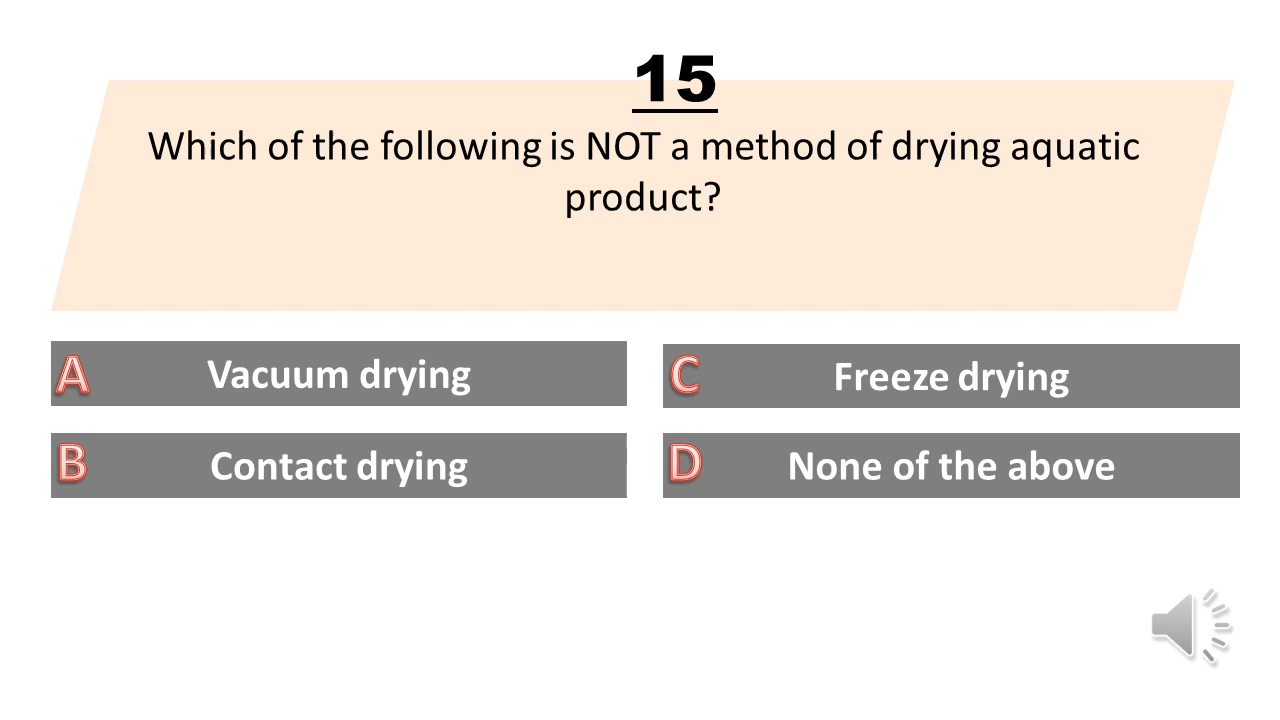 15
Which of the following is NOT a method of drying aquatic
product?
A Vacuum drying
C Freeze drying
B Contact drying
D None of the above